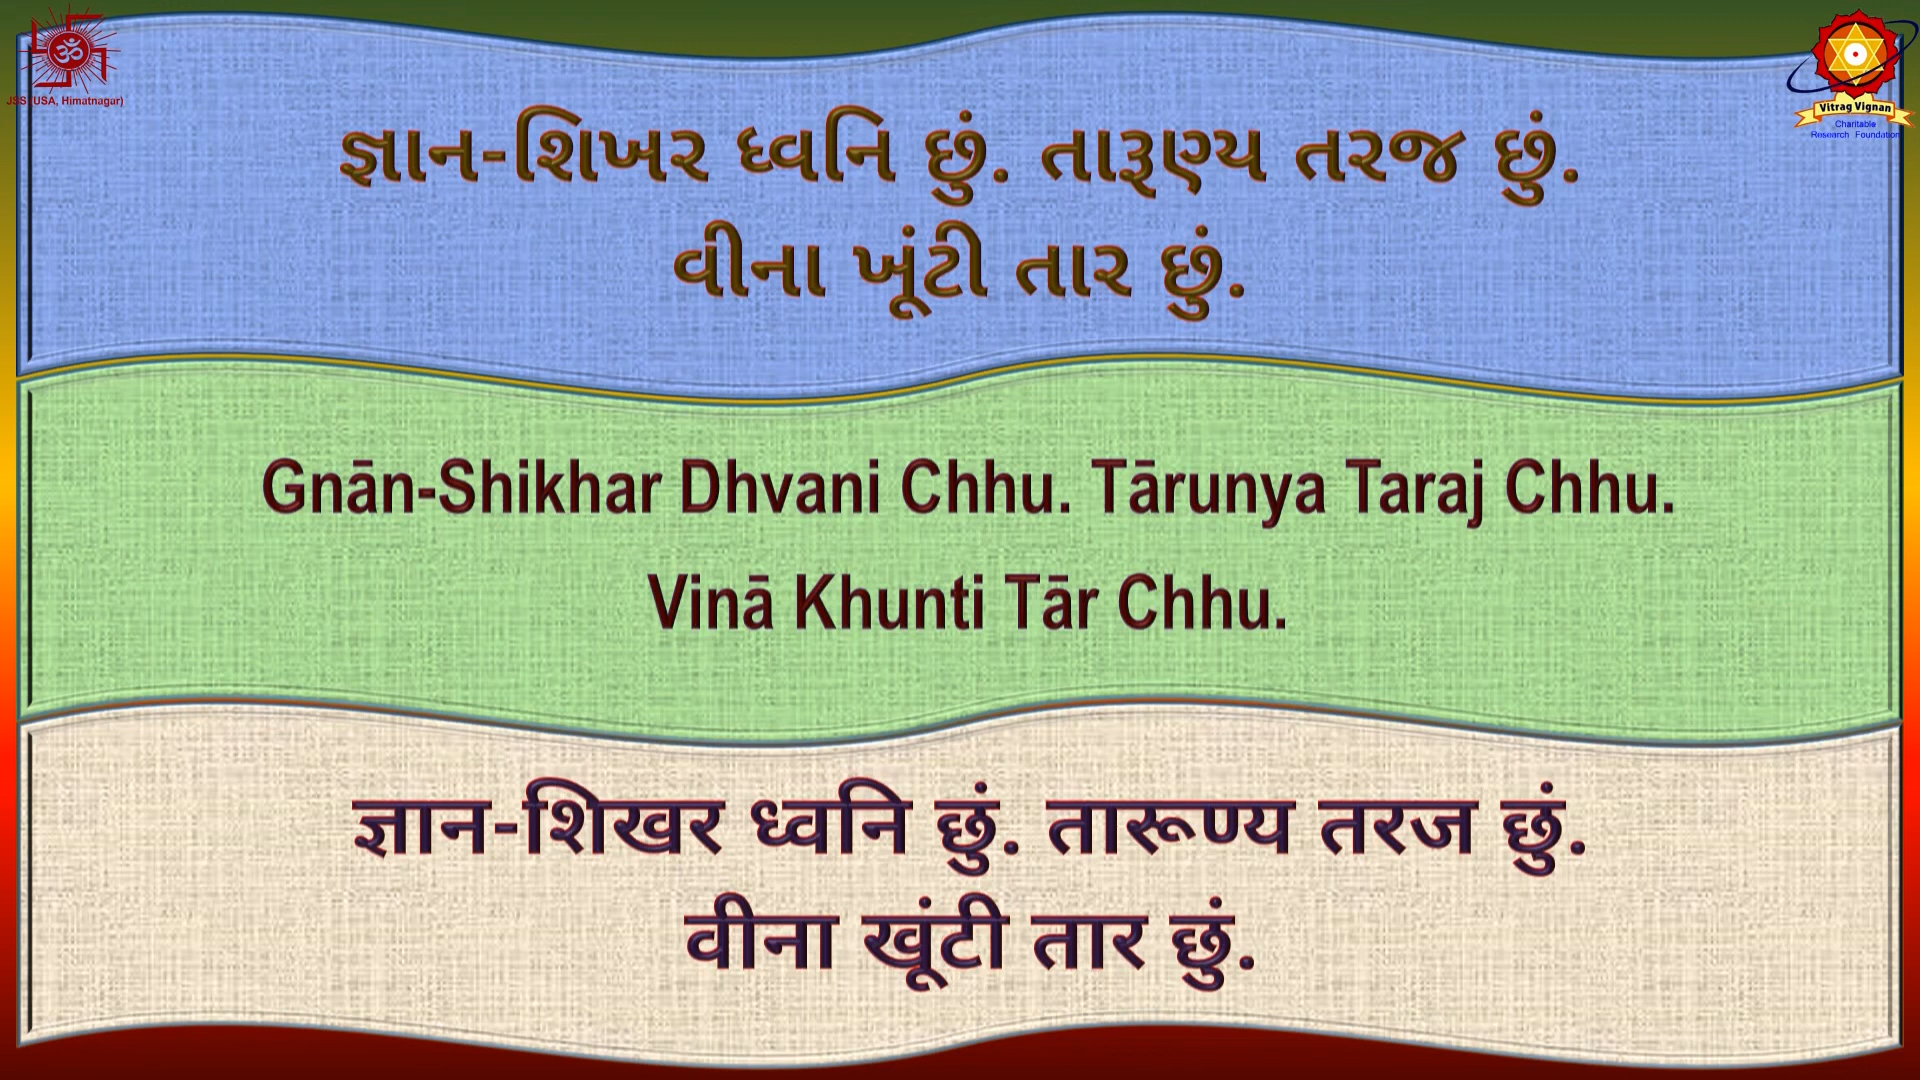 ॐ
JSS (USA, Himatnagar)
Vitrag Vignan
Charitable
Research Foundation
જ્ઞાન-શિખર ધ્વનિ છું. તારૂણ્ય તરજ છું.
વીના ખૂંટી તાર છું.
Gnān-Shikhar Dhvani Chhu. Tārunya Taraj Chhu.
Vinā Khunti Tār Chhu.
ज्ञान-शिखर ध्वनि छुं. तारूण्य तरज छुं.
वीना खूंटी तार छुं.